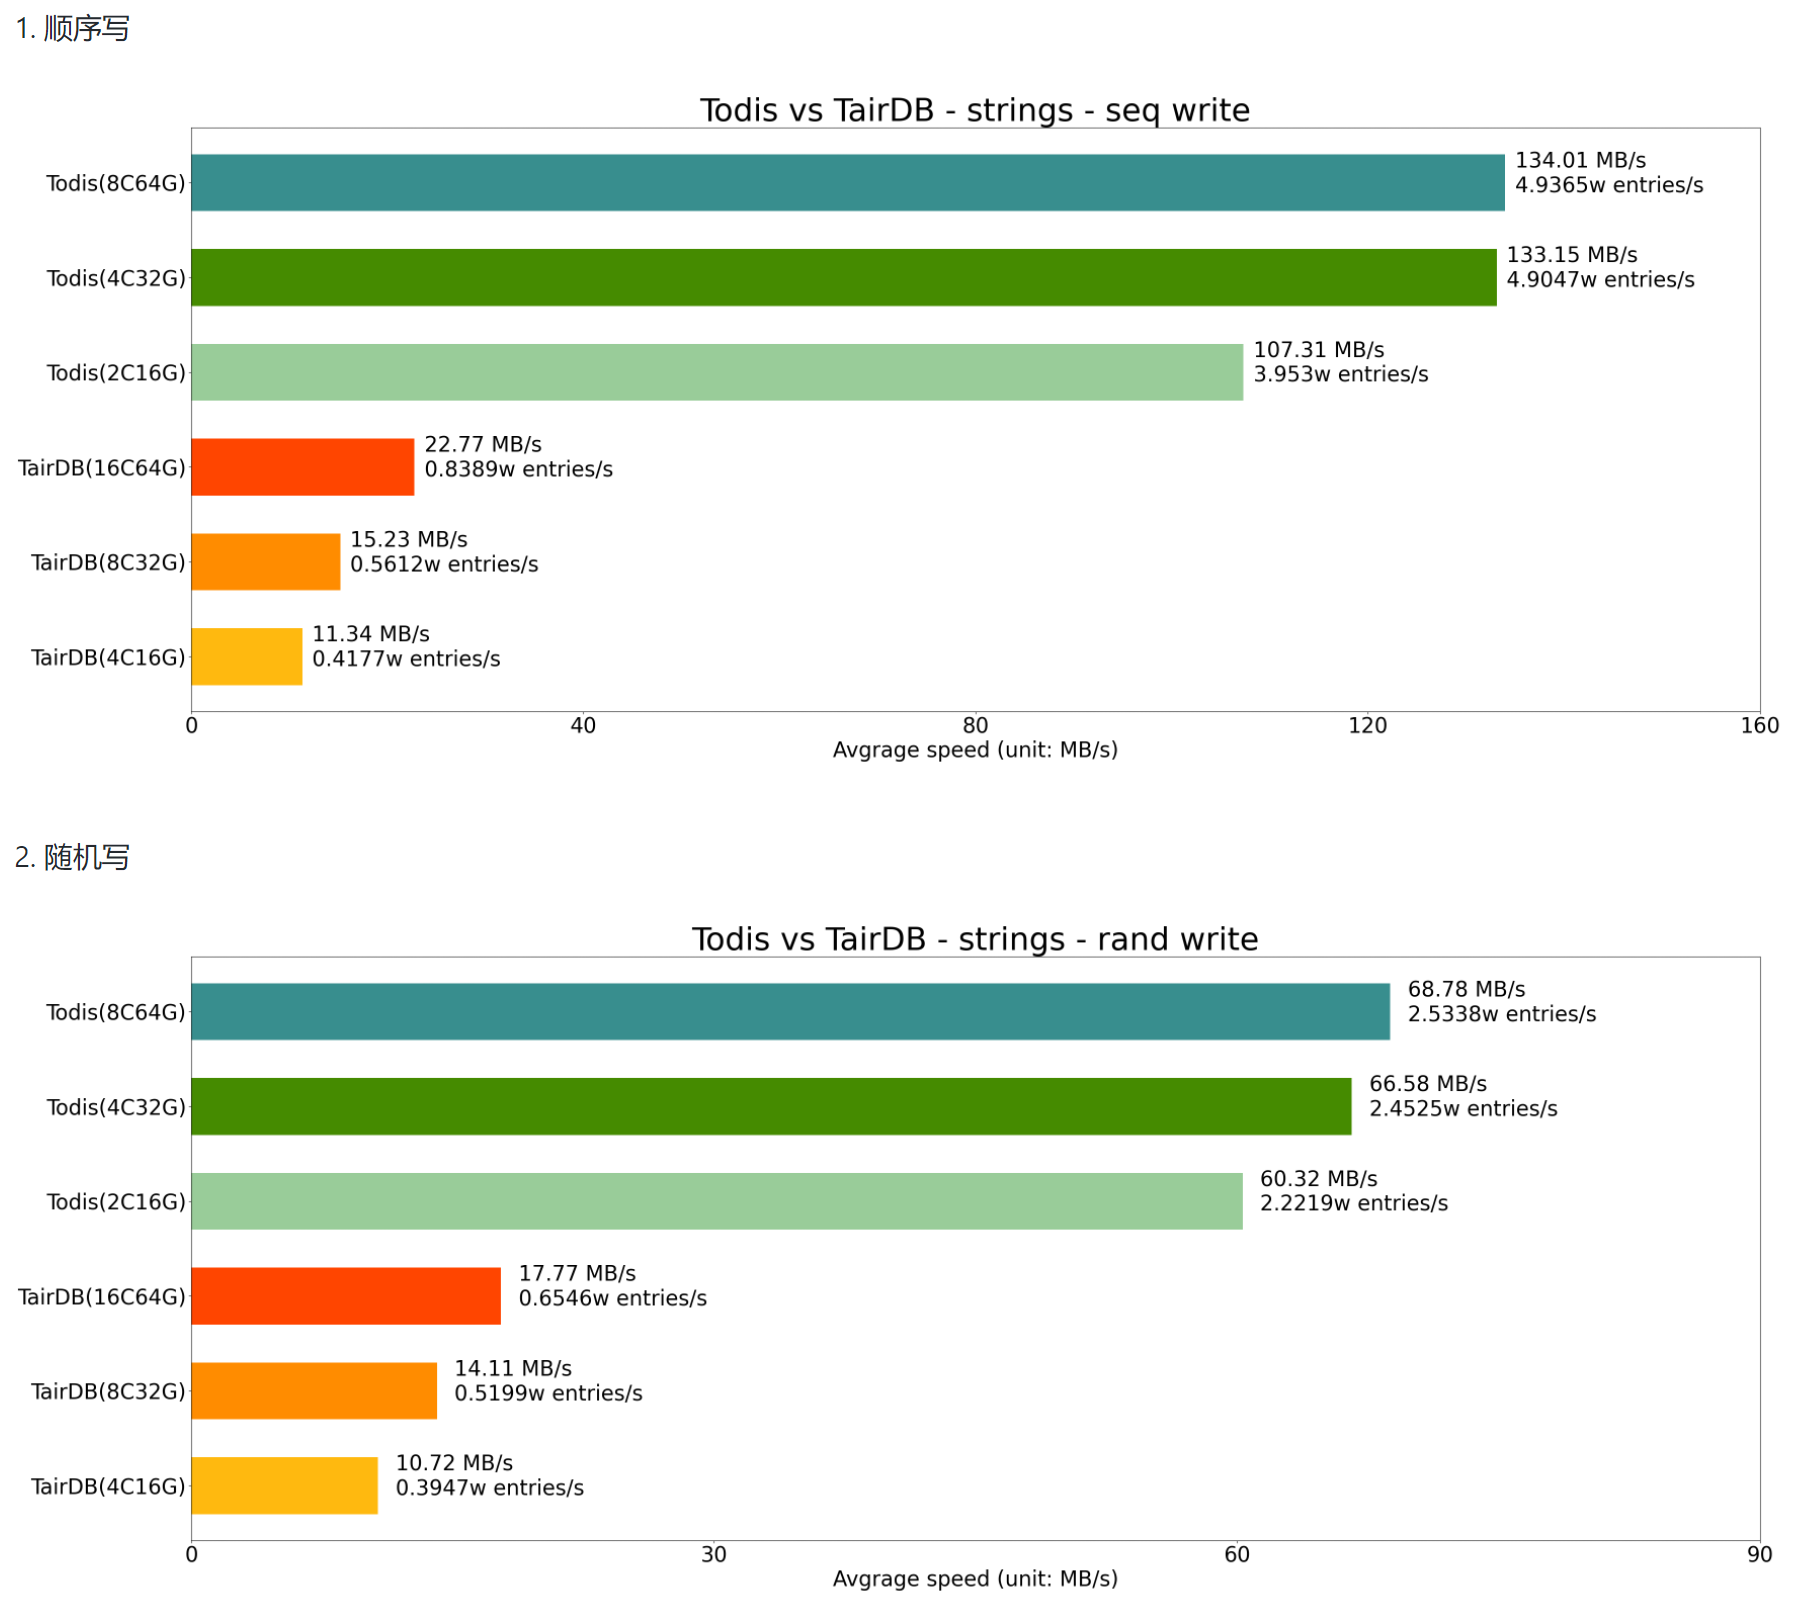 1. 顺序写
Todis vs TairDB - strings - seq write
Todis(8C64G)
134.01 MB/s
4.9365w entries/s
Todis(4C32G)
133.15 MB/s
4.9047w entries/s
Todis(2C16G)
107.31 MB/s
3.953w entries/s
TairDB(16C64G)
22.77 MB/s
0.8389w entries/s
TairDB(8C32G)
15.23 MB/s
0.5612w entries/s
TairDB(4C16G)
11.34 MB/s
0.4177w entries/s
0 40 80 120 160
Avgrage speed (unit: MB/s)
2. 随机写
Todis vs TairDB - strings - rand write
Todis(8C64G)
68.78 MB/s
2.5338w entries/s
Todis(4C32G)
66.58 MB/s
2.4525w entries/s
Todis(2C16G)
60.32 MB/s
2.2219w entries/s
TairDB(16C64G)
17.77 MB/s
0.6546w entries/s
TairDB(8C32G)
14.11 MB/s
0.5199w entries/s
TairDB(4C16G)
10.72 MB/s
0.3947w entries/s
0 30 60 90
Avgrage speed (unit: MB/s)